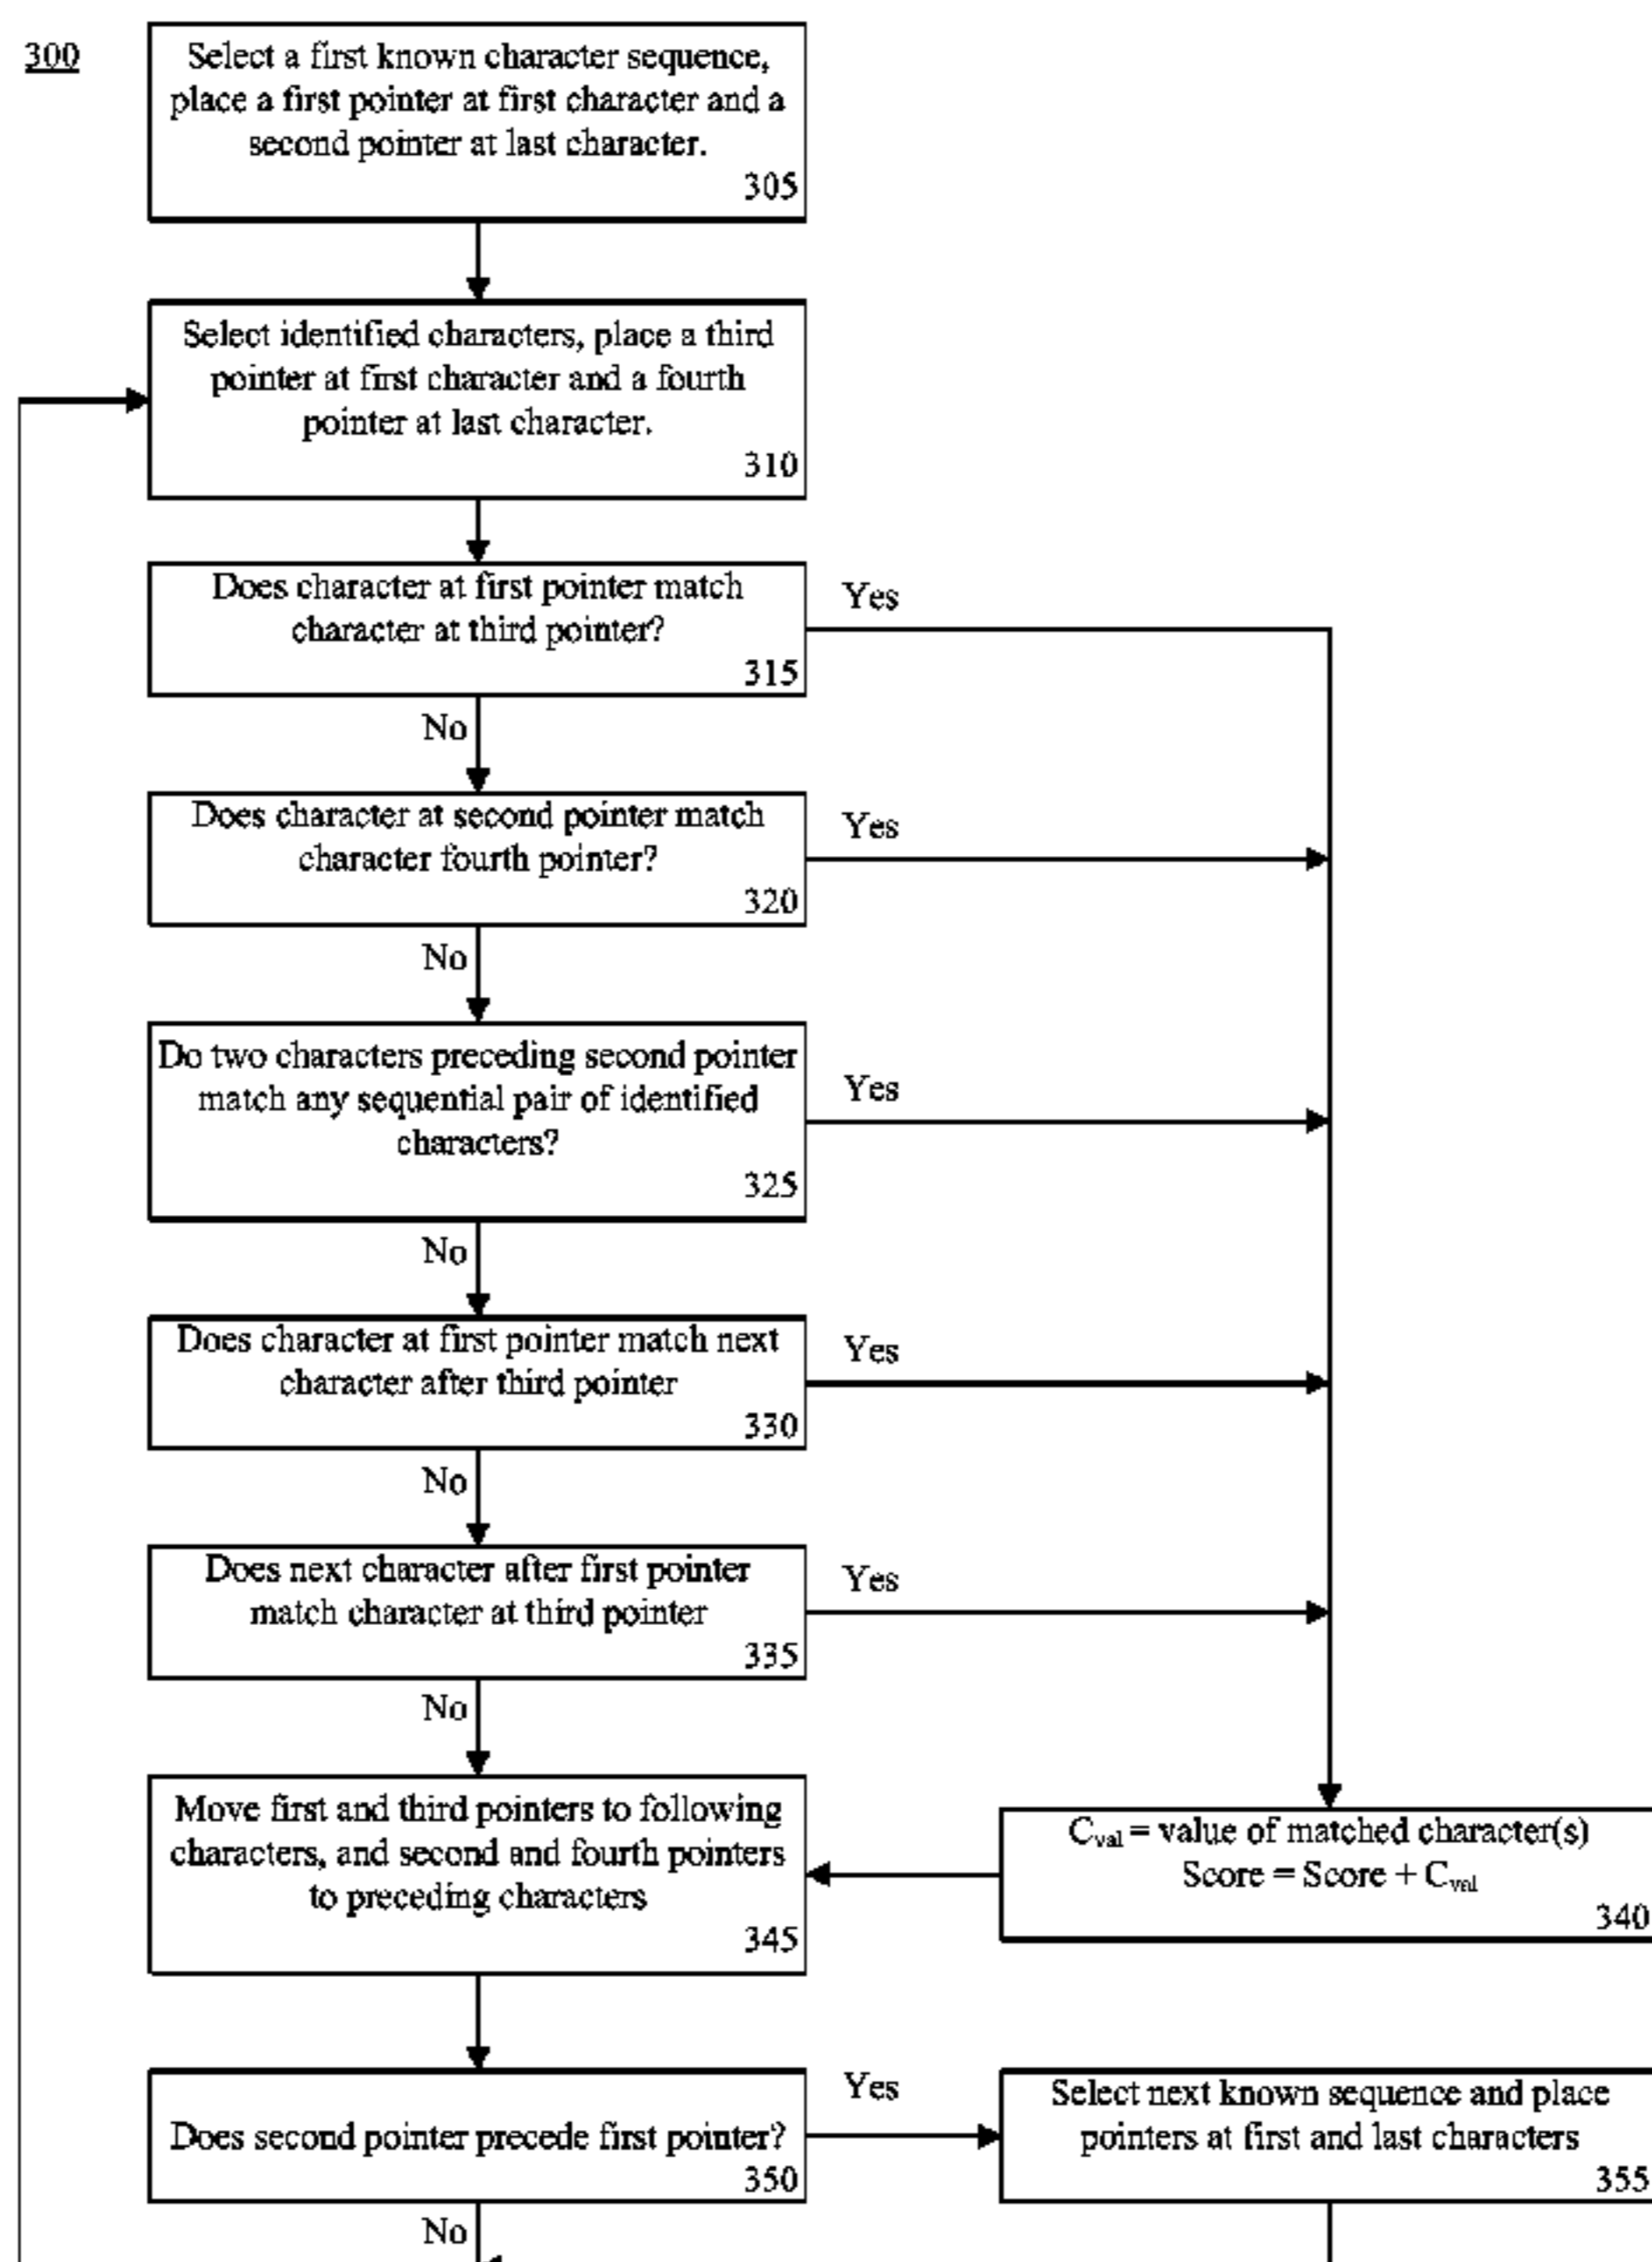 300
Select a first known character sequence,
place a first pointer at first character and a
second pointer at last character.
305
Select identified characters, place a third
pointer at first character and a fourth
pointer at last character.
310
Does character at first pointer match
character at third pointer?
315
Yes
No
Does character at second pointer match
character fourth pointer?
320
Yes
No
Do two characters preceding second pointer
match any sequential pair of identified
characters?
325
Yes
No
Does character at first pointer match next
character after third pointer
330
Yes
No
Does next character after first pointer
match character at third pointer
335
Yes
No
Move first and third pointers to following
characters, and second and fourth pointers
to preceding characters
345
Cval = value of matched character(s)
Score = Score + Cval
340
Does second pointer precede first pointer?
350
Yes
No
Select next known sequence and place
pointers at first and last characters
355